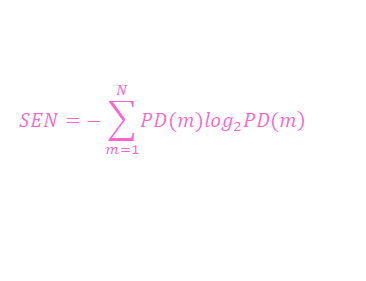 SEN = − ∑_{m=1}^{N} PD(m)log₂PD(m)